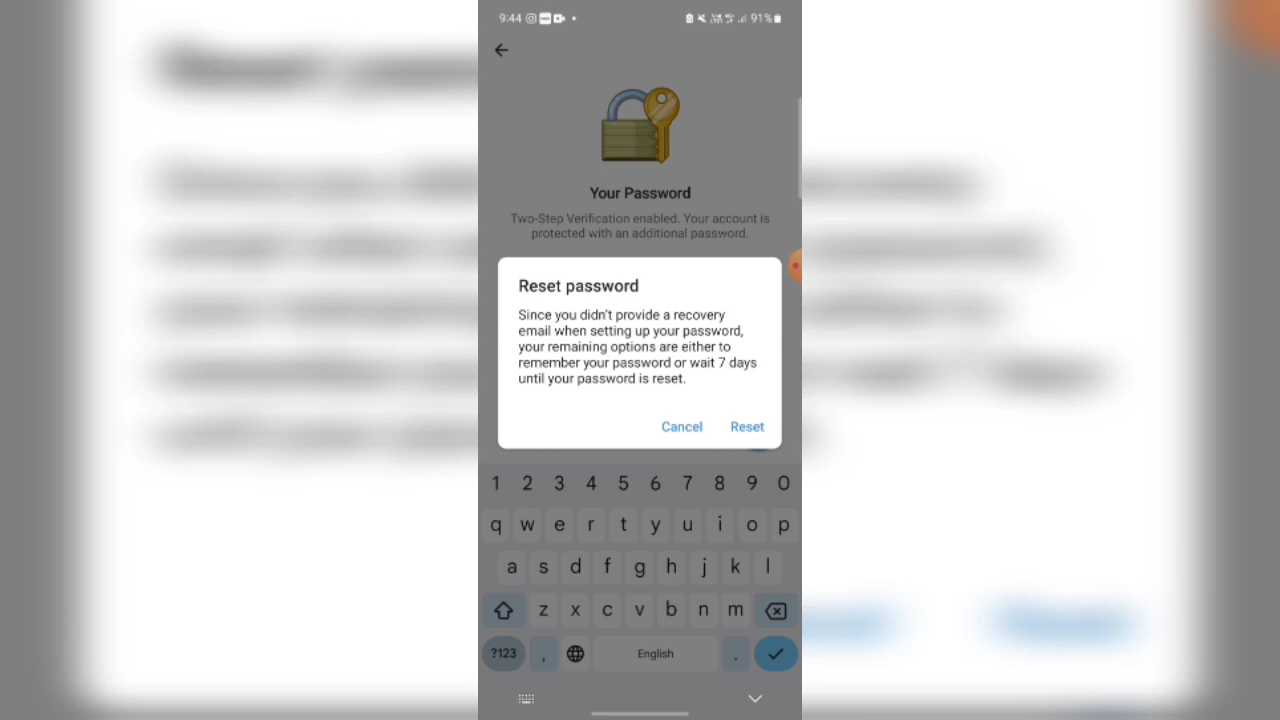 9:44 91%
Your Password
Two-Step Verification enabled. Your account is
protected with an additional password.
Reset password
Since you didn't provide a recovery
email when setting up your password,
your remaining options are either to
remember your password or wait 7 days
until your password is reset.
Cancel Reset
1 2 3 4 5 6 7 8 9 0
q w e r t y u i o p
a s d f g h j k l
z x c v b n m
?123 , English .